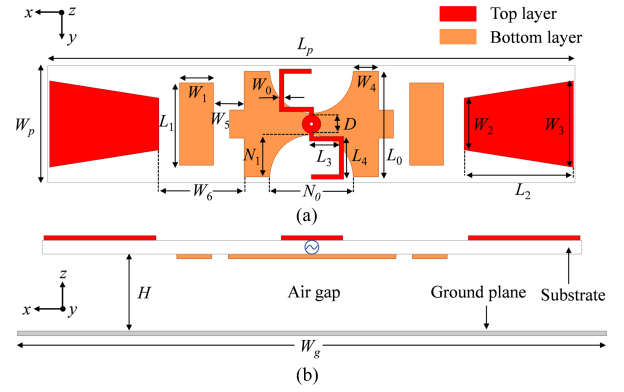 x z y
Top layer
Bottom layer
L_p
W_p
L_1
W_1
W_5
W_0
W_4
N_1
D
L_3
L_4
L_0
W_2
W_3
W_6
N_0
L_2
(a)
z x y
H
Air gap
Ground plane
Substrate
W_g
(b)